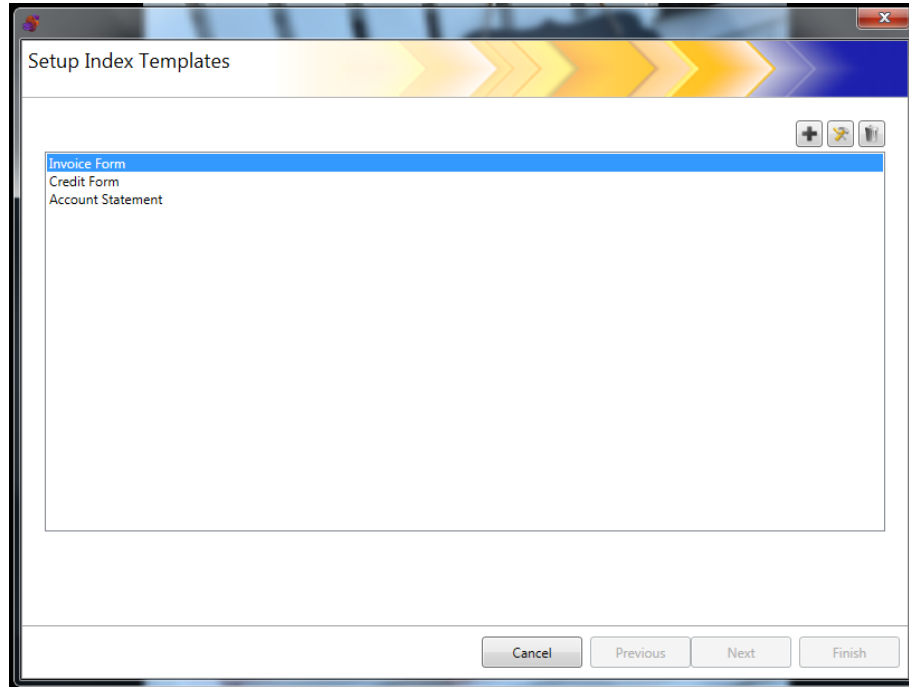 Setup Index Templates
Invoice Form
Credit Form
Account Statement
Cancel Previous Next Finish